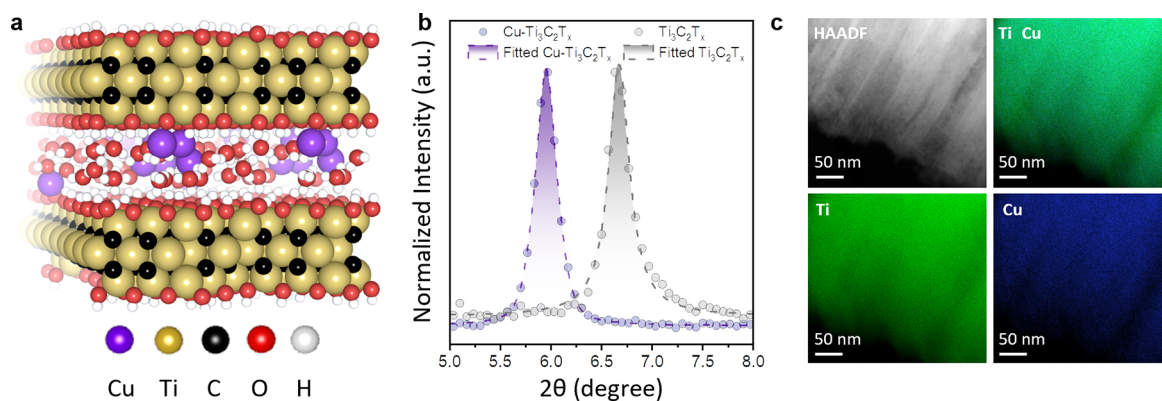 a
Cu Ti C O H
b
Cu-Ti₃C₂Tₓ Ti₃C₂Tₓ
Fitted Cu-Ti₃C₂Tₓ Fitted Ti₃C₂Tₓ
Normalized Intensity (a.u.)
5.0 5.5 6.0 6.5 7.0 7.5 8.0
2θ (degree)
c
HAADF
50 nm
Ti Cu
50 nm
Ti
50 nm
Cu
50 nm